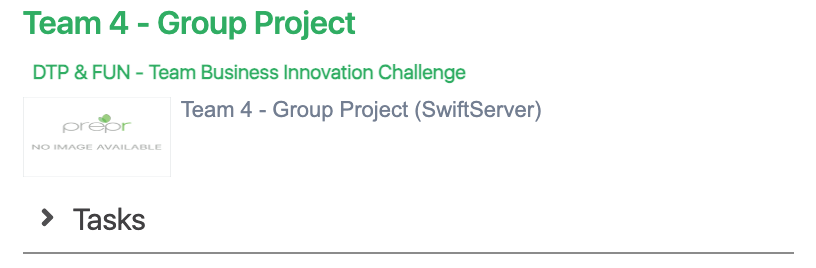 Team 4 - Group Project
DTP & FUN - Team Business Innovation Challenge
Team 4 - Group Project (SwiftServer)
prepr
NO IMAGE AVAILABLE
Tasks